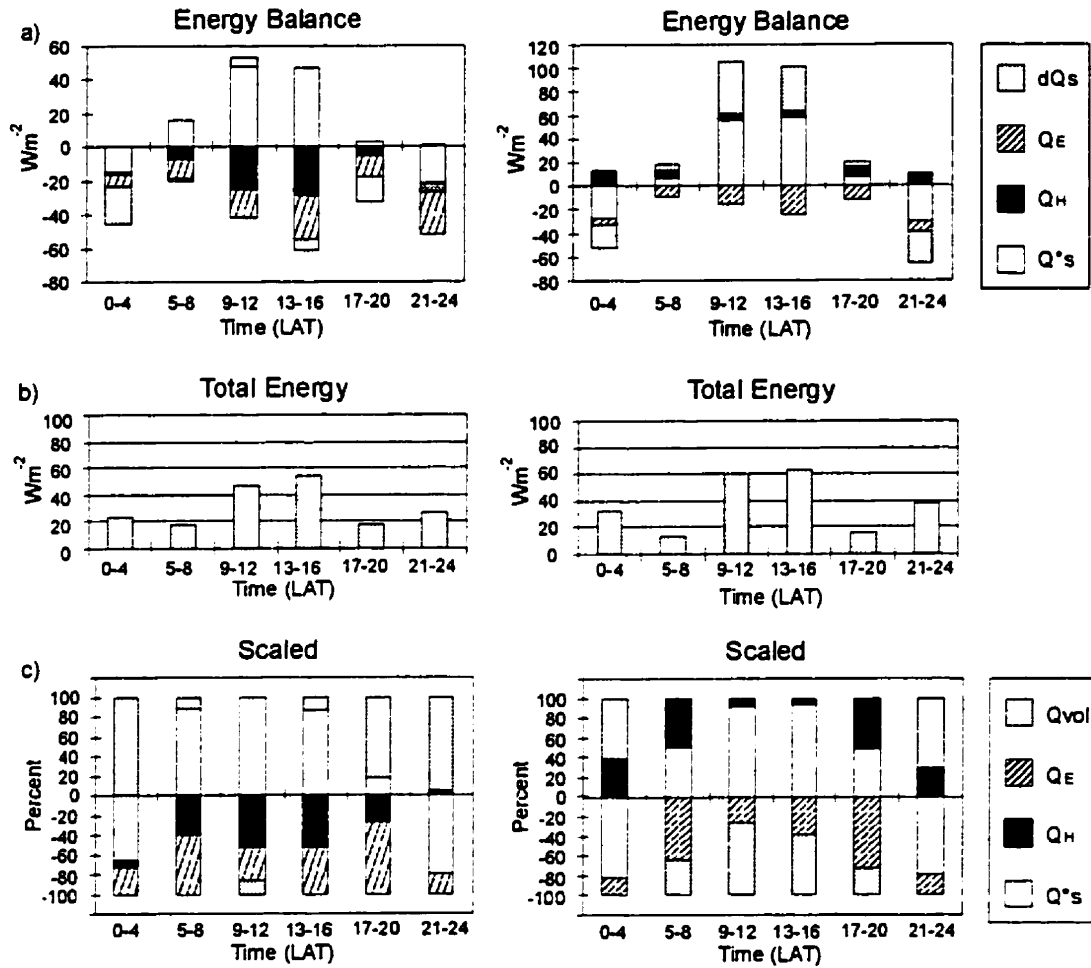 a)
Energy Balance
Wm-2
60
40
20
0
-20
-40
-60
-80
0-4 5-8 9-12 13-16 17-20 21-24
Time (LAT)
Energy Balance
Wm-2
120
100
80
60
40
20
0
-20
-40
-60
-80
0-4 5-8 9-12 13-16 17-20 21-24
Time (LAT)
dQs
QE
QH
Q*s
b)
Total Energy
Wm-2
100
80
60
40
20
0
0-4 5-8 9-12 13-16 17-20 21-24
Time (LAT)
Total Energy
Wm-2
100
80
60
40
20
0
0-4 5-8 9-12 13-16 17-20 21-24
Time (LAT)
c)
Scaled
Percent
100
80
60
40
20
0
-20
-40
-60
-80
-100
0-4 5-8 9-12 13-16 17-20 21-24
Time (LAT)
Scaled
Percent
100
80
60
40
20
0
-20
-40
-60
-80
-100
0-4 5-8 9-12 13-16 17-20 21-24
Time (LAT)
Qvol
QE
QH
Q*s